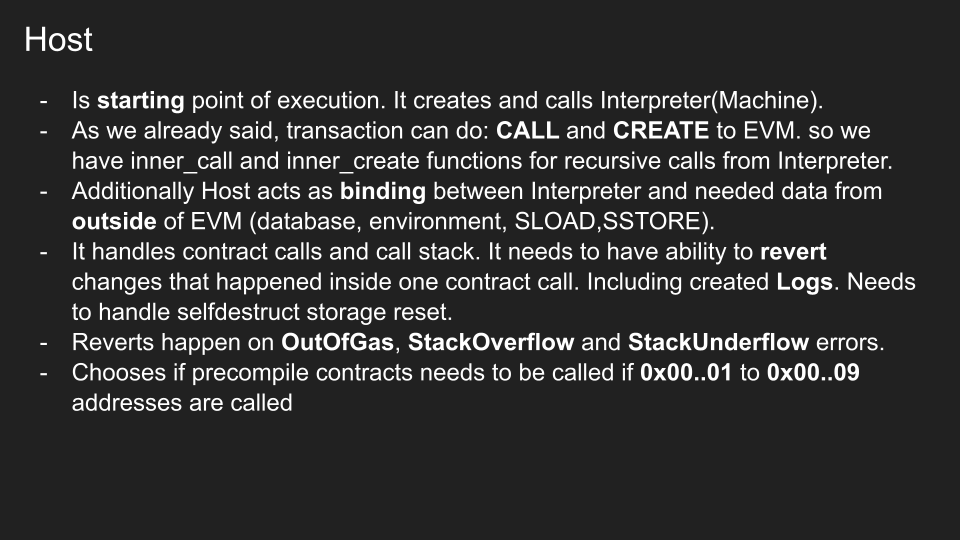 Host
- Is starting point of execution. It creates and calls Interpreter(Machine).
- As we already said, transaction can do: CALL and CREATE to EVM. so we
have inner_call and inner_create functions for recursive calls from Interpreter.
- Additionally Host acts as binding between Interpreter and needed data from
outside of EVM (database, environment, SLOAD,SSTORE).
- It handles contract calls and call stack. It needs to have ability to revert
changes that happened inside one contract call. Including created Logs. Needs
to handle selfdestruct storage reset.
- Reverts happen on OutOfGas, StackOverflow and StackUnderflow errors.
- Chooses if precompile contracts needs to be called if 0x00..01 to 0x00..09
addresses are called